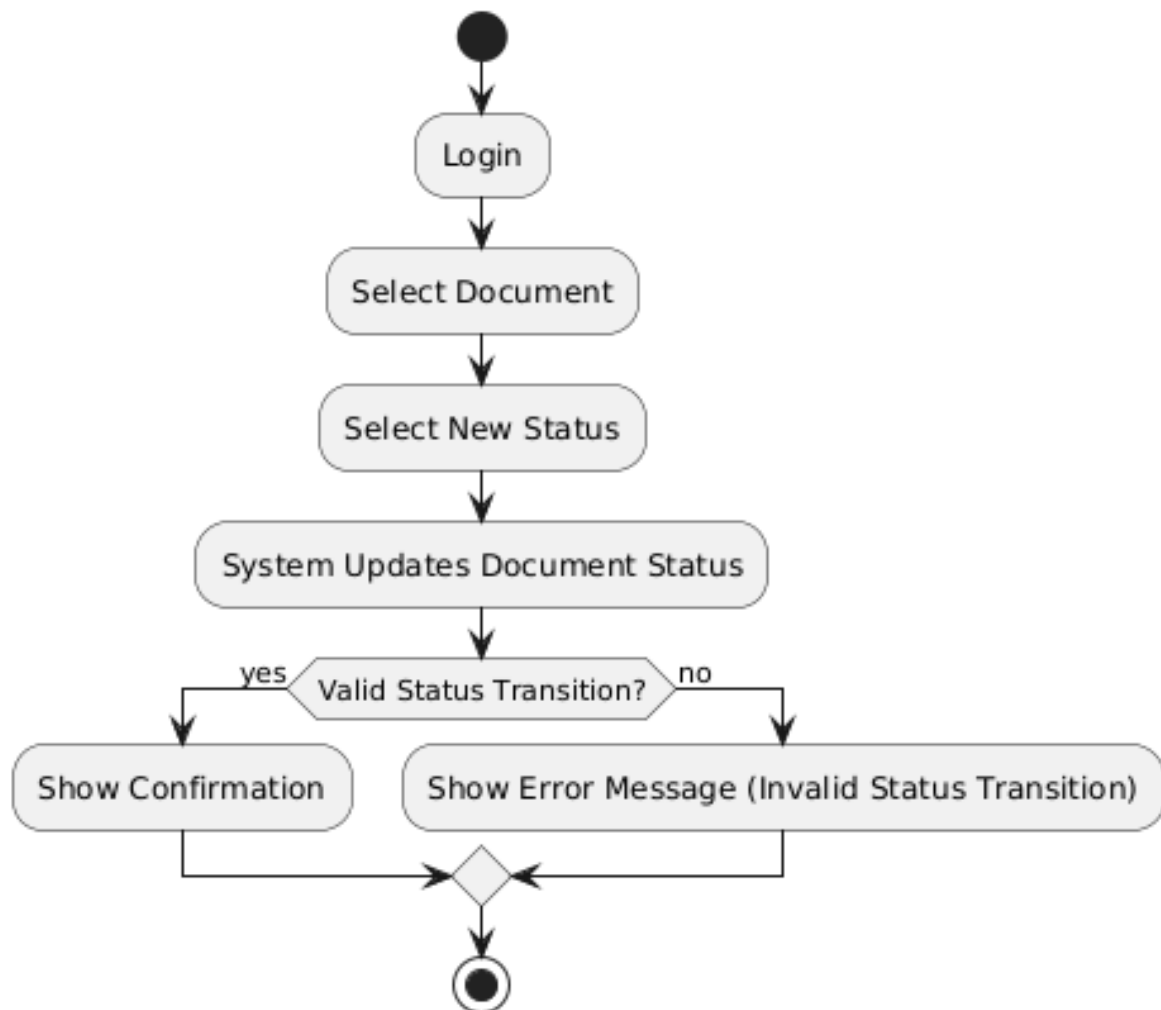 Login
Select Document
Select New Status
System Updates Document Status
yes
Valid Status Transition?
no
Show Confirmation
Show Error Message (Invalid Status Transition)